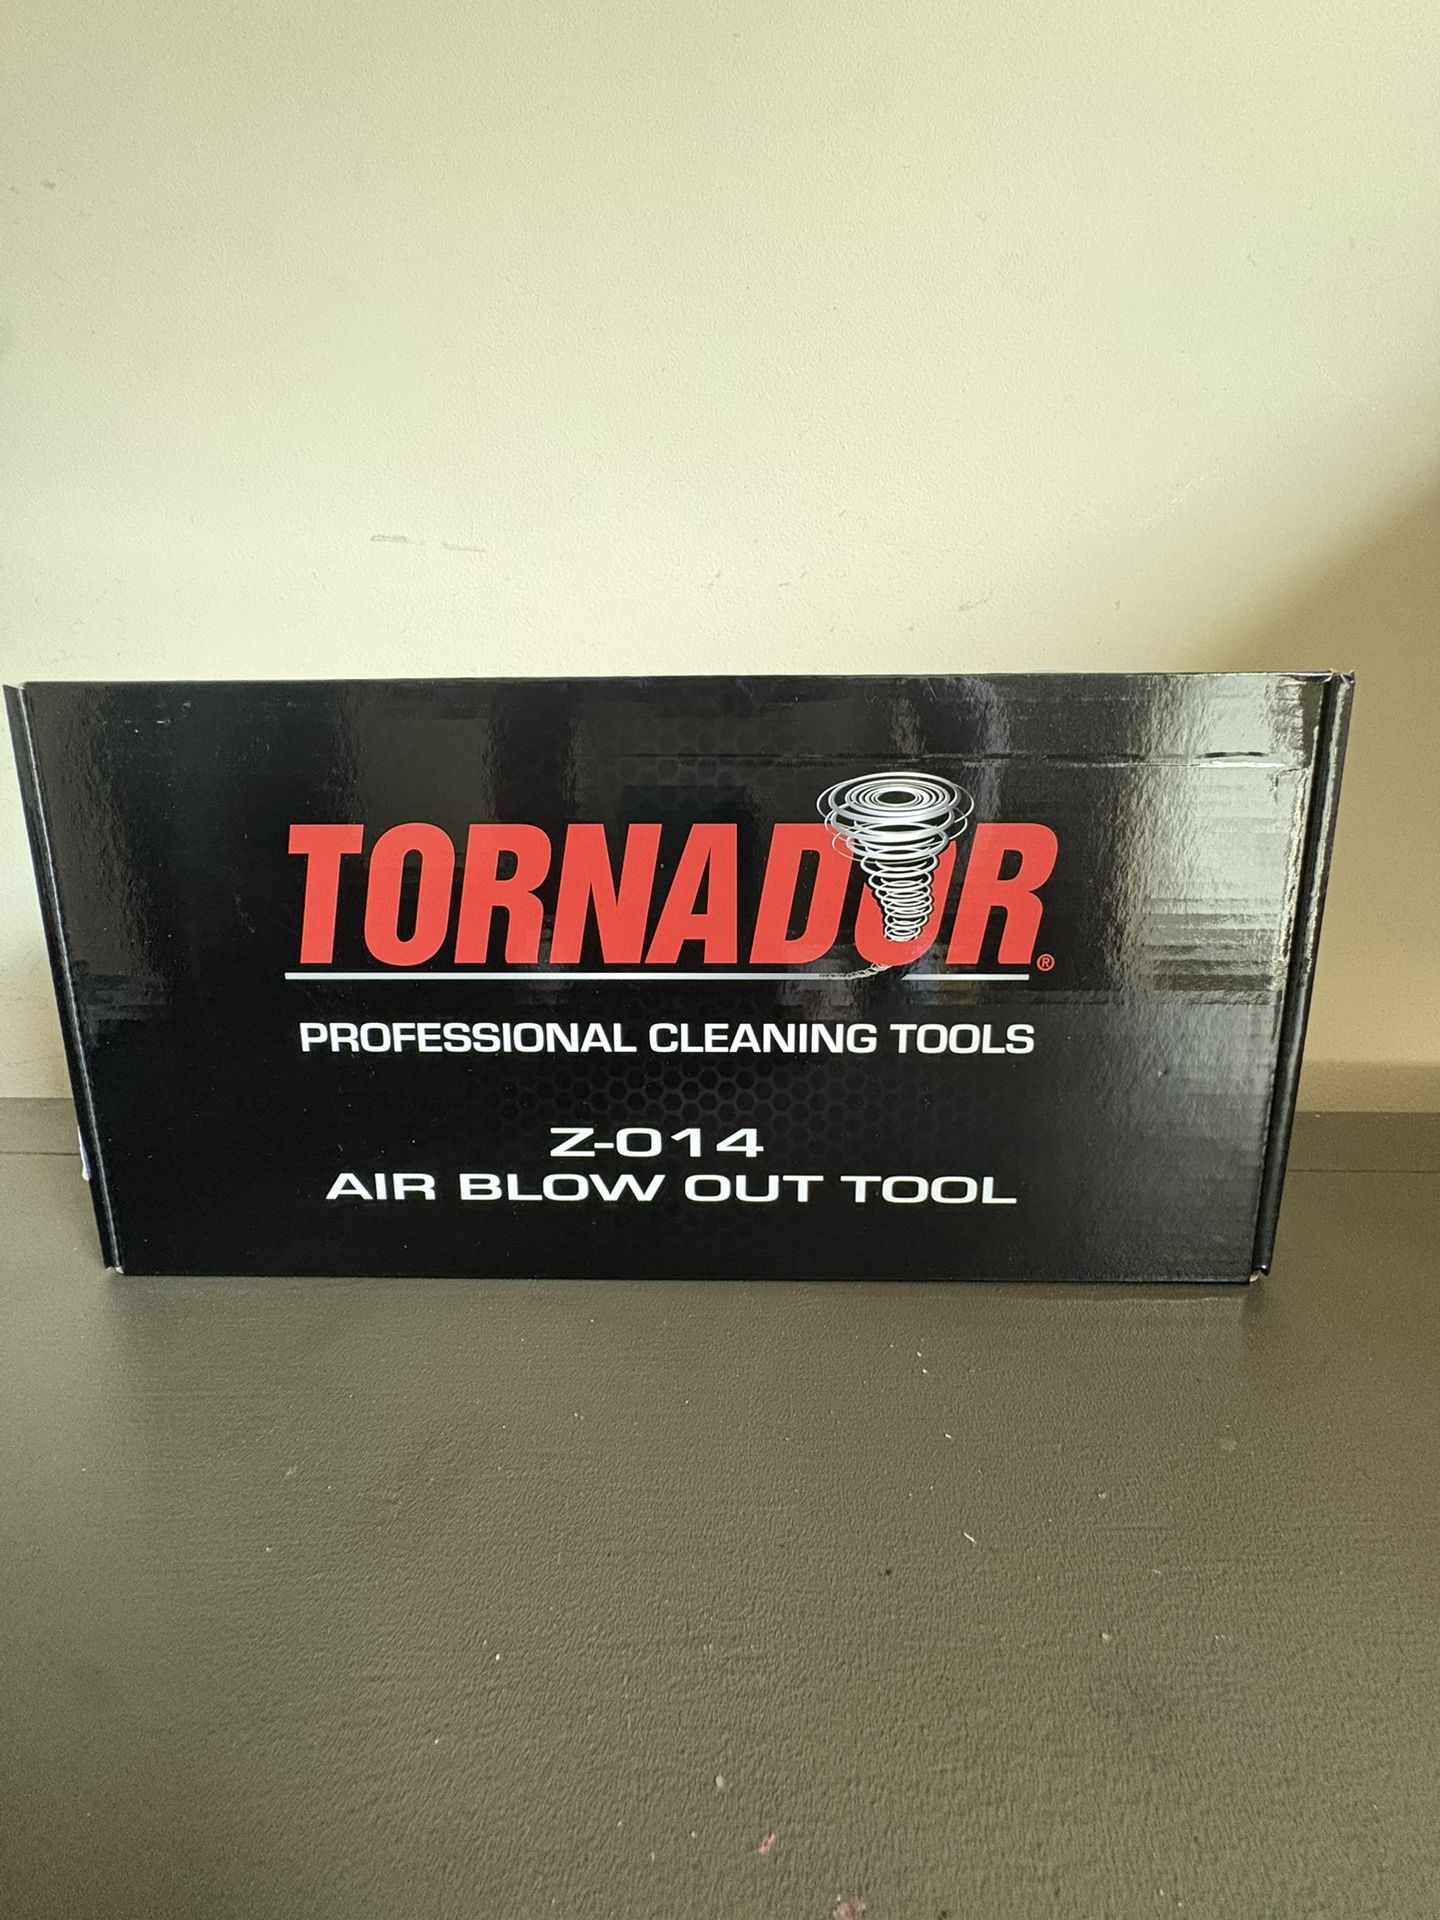 TORNADOR®
PROFESSIONAL CLEANING TOOLS
Z-014
AIR BLOW OUT TOOL